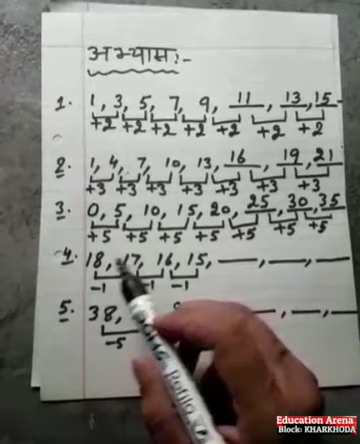 अभ्यास:-
1. 1, 3, 5, 7, 9, 11, 13, 15
+2 +2 +2 +2 +2 +2 +2
2. 1, 4, 7, 10, 13, 16, 19, 21
+3 +3 +3 +3 +3 +3 +3
3. 0, 5, 10, 15, 20, 25, 30, 35
+5 +5 +5 +5 +5 +5 +5
4. 18, 17, 16, 15, __, __, __
-1 -1 -1
5. 38,
-5
Education Arena
Block: KHARKHODA